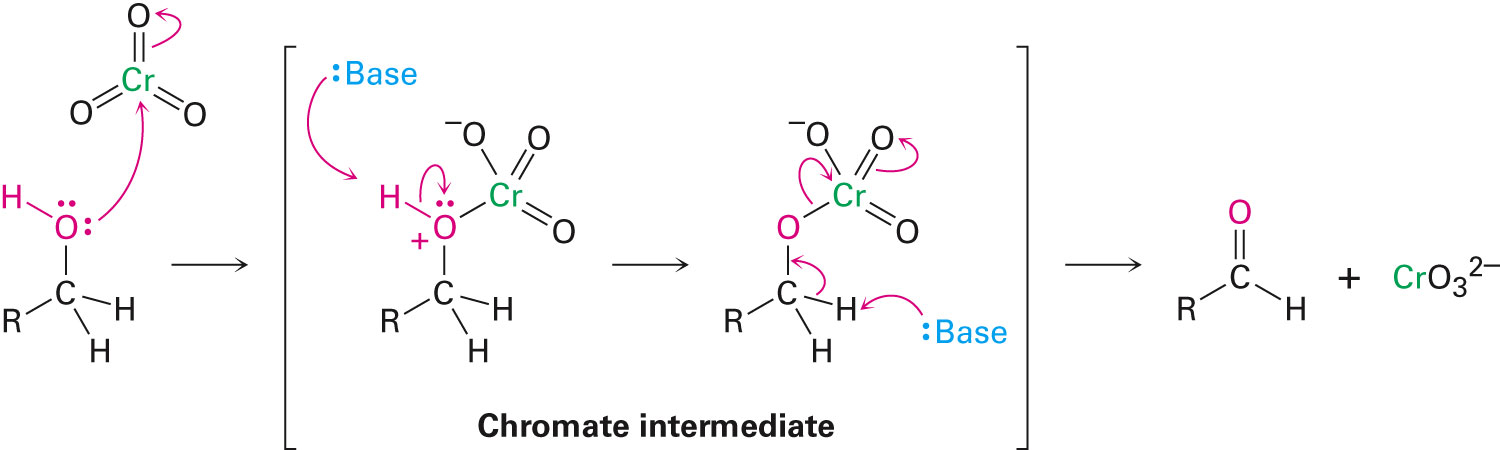 O
Cr
O O
H
O:
C
R H
H
:Base
⁻O O
H Cr
+ O O
C
R H
H
⁻O O
Cr
O O
C
R H
H
:Base
Chromate intermediate
O
C
R H
+ CrO₃²⁻